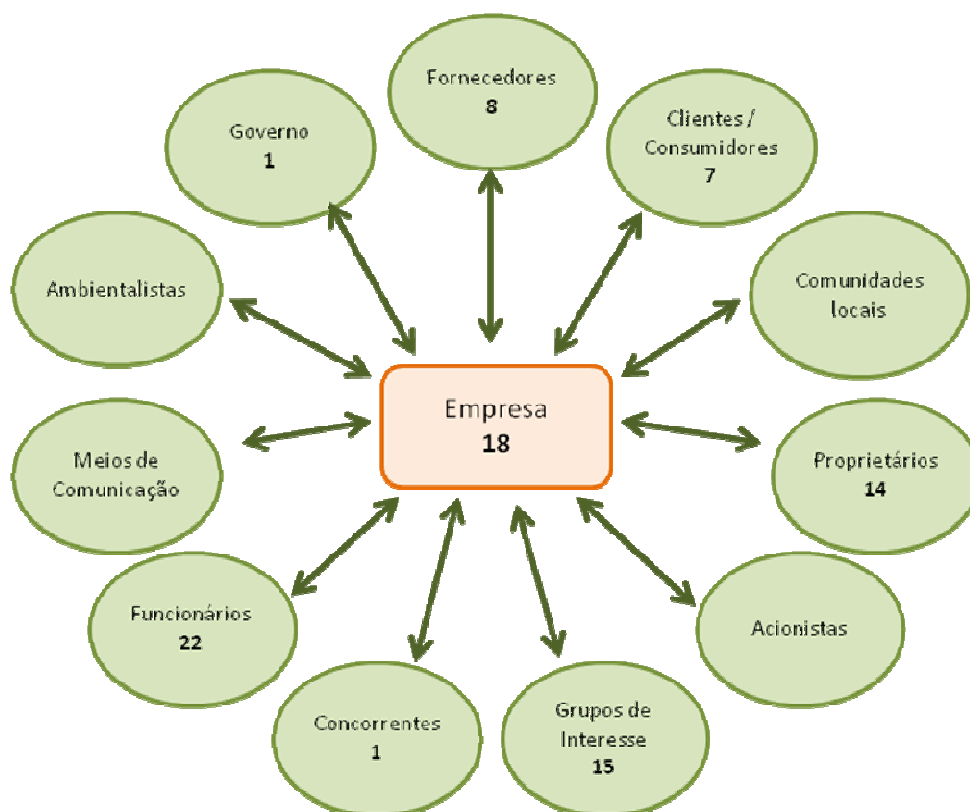 Fornecedores
8
Clientes /
Consumidores
7
Governo
1
Ambientalistas
Comunidades
locais
Empresa
18
Meios de
Comunicação
Proprietários
14
Funcionários
22
Acionistas
Concorrentes
1
Grupos de
Interesse
15